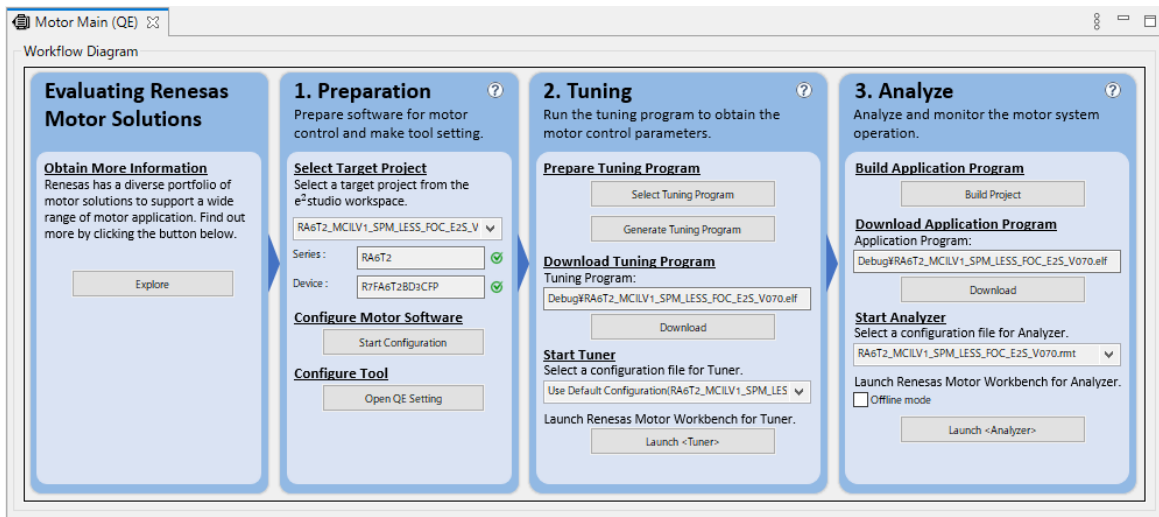 Motor Main (QE)
Workflow Diagram
Evaluating Renesas
Motor Solutions
Obtain More Information
Renesas has a diverse portfolio of
motor solutions to support a wide
range of motor application. Find out
more by clicking the button below.
Explore
1. Preparation
?
Prepare software for motor
control and make tool setting.
Select Target Project
Select a target project from the
e²studio workspace.
RA6T2_MCILV1_SPM_LESS_FOC_E2S_V
Series :
RA6T2
Device :
R7FA6T2BD3CFP
Configure Motor Software
Start Configuration
Configure Tool
Open QE Setting
2. Tuning
?
Run the tuning program to obtain the
motor control parameters.
Prepare Tuning Program
Select Tuning Program
Generate Tuning Program
Download Tuning Program
Tuning Program:
Debug¥RA6T2_MCILV1_SPM_LESS_FOC_E2S_V070.elf
Download
Start Tuner
Select a configuration file for Tuner.
Use Default Configuration(RA6T2_MCILV1_SPM_LES
Launch Renesas Motor Workbench for Tuner.
Launch <Tuner>
3. Analyze
?
Analyze and monitor the motor system
operation.
Build Application Program
Build Project
Download Application Program
Application Program:
Debug¥RA6T2_MCILV1_SPM_LESS_FOC_E2S_V070.elf
Download
Start Analyzer
Select a configuration file for Analyzer.
RA6T2_MCILV1_SPM_LESS_FOC_E2S_V070.rmt
Launch Renesas Motor Workbench for Analyzer.
Offline mode
Launch <Analyzer>